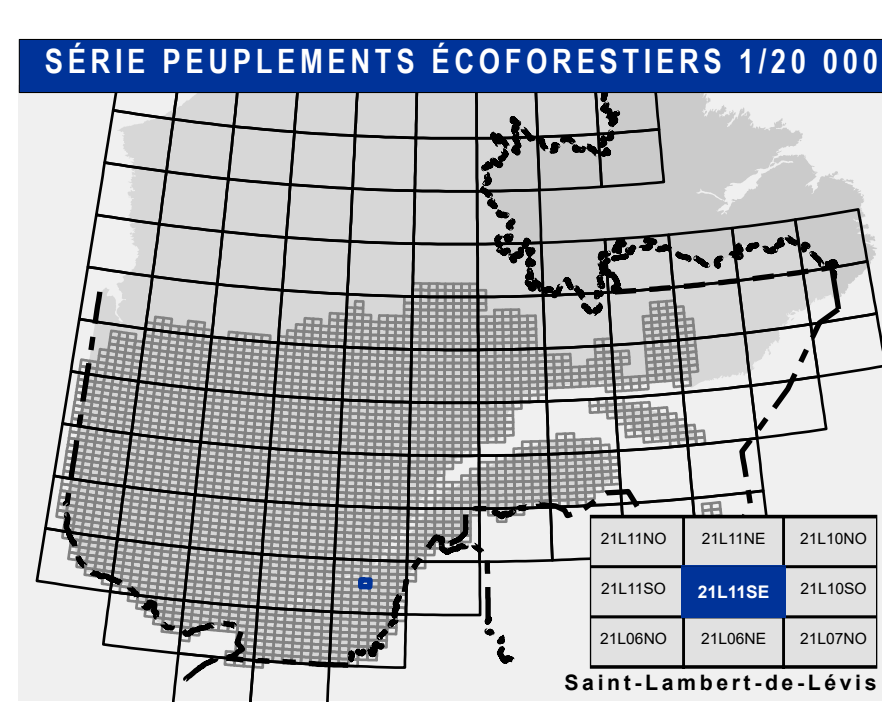 SÉRIE PEUPLEMENTS ÉCOFORESTIERS 1/20 000
21L11NO 21L11NE 21L10NO
21L11SO 21L11SE 21L10SO
21L06NO 21L06NE 21L07NO
Saint-Lambert-de-Lévis